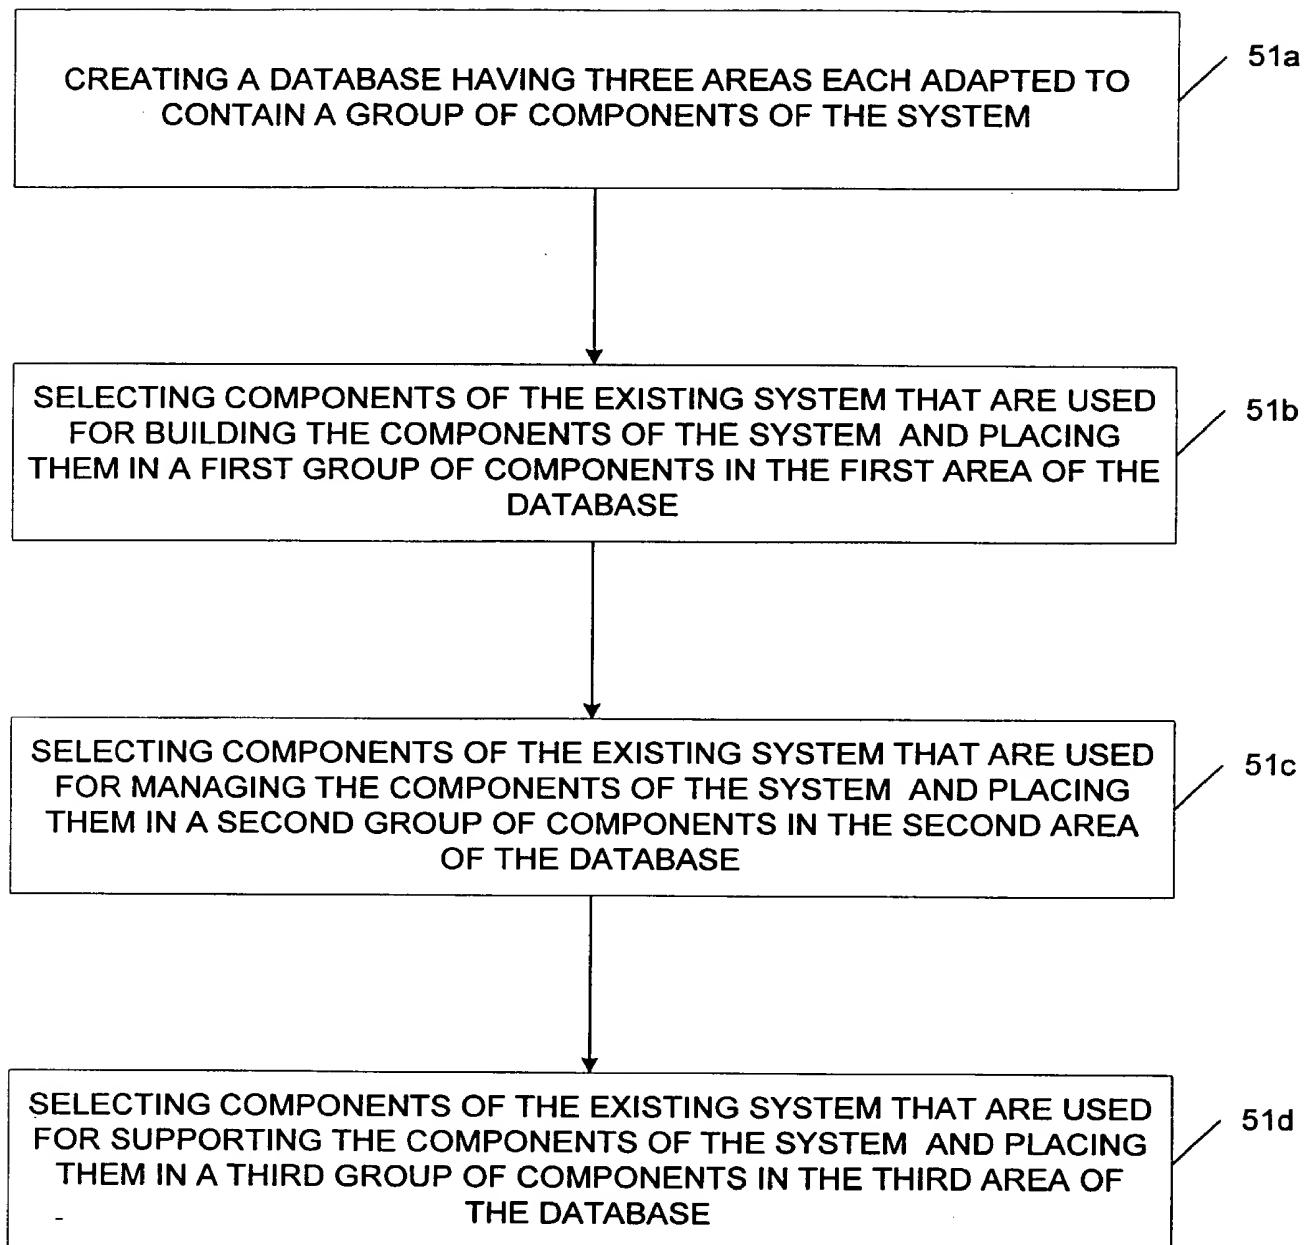 CREATING A DATABASE HAVING THREE AREAS EACH ADAPTED TO
CONTAIN A GROUP OF COMPONENTS OF THE SYSTEM
51a
SELECTING COMPONENTS OF THE EXISTING SYSTEM THAT ARE USED
FOR BUILDING THE COMPONENTS OF THE SYSTEM AND PLACING
THEM IN A FIRST GROUP OF COMPONENTS IN THE FIRST AREA OF THE
DATABASE
51b
SELECTING COMPONENTS OF THE EXISTING SYSTEM THAT ARE USED
FOR MANAGING THE COMPONENTS OF THE SYSTEM AND PLACING
THEM IN A SECOND GROUP OF COMPONENTS IN THE SECOND AREA
OF THE DATABASE
51c
SELECTING COMPONENTS OF THE EXISTING SYSTEM THAT ARE USED
FOR SUPPORTING THE COMPONENTS OF THE SYSTEM AND PLACING
THEM IN A THIRD GROUP OF COMPONENTS IN THE THIRD AREA OF
THE DATABASE
51d